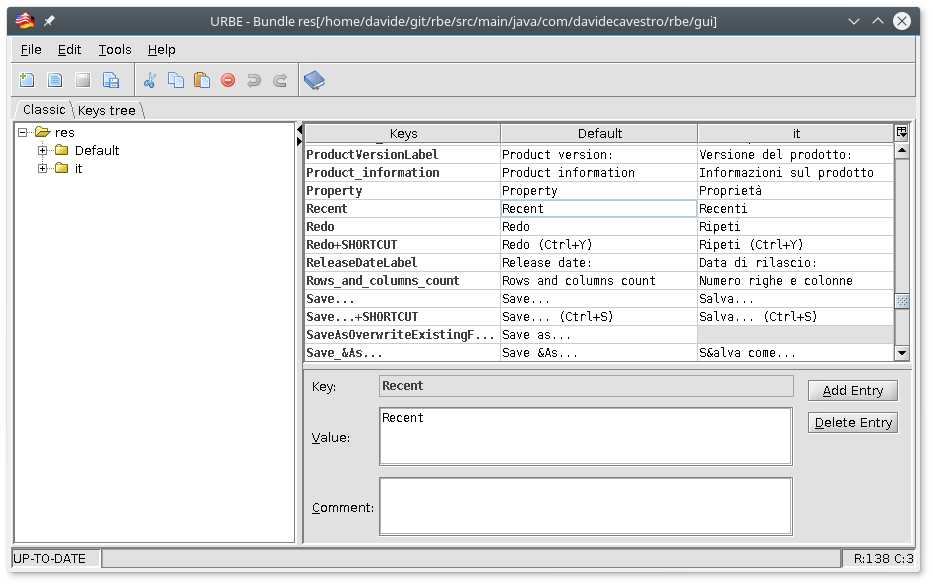 URBE - Bundle res[/home/davide/git/rbe/src/main/java/com/davidecavestro/rbe/gui]
File Edit Tools Help
Classic Keys tree
res
Default
it
Keys Default it
ProductVersionLabel Product version: Versione del prodotto:
Product_information Product information Informazioni sul prodotto
Property Property Proprietà
Recent Recent Recenti
Redo Redo Ripeti
Redo+SHORTCUT Redo (Ctrl+Y) Ripeti (Ctrl+Y)
ReleaseDateLabel Release date: Data di rilascio:
Rows_and_columns_count Rows and columns count Numero righe e colonne
Save... Save... Salva...
Save...+SHORTCUT Save... (Ctrl+S) Salva... (Ctrl+S)
SaveAsOverwriteExistingF... Save as...
Save_&As... Save &As... S&alva come...
Key: Recent Add Entry
Value: Recent Delete Entry
Comment:
UP-TO-DATE R:138 C:3